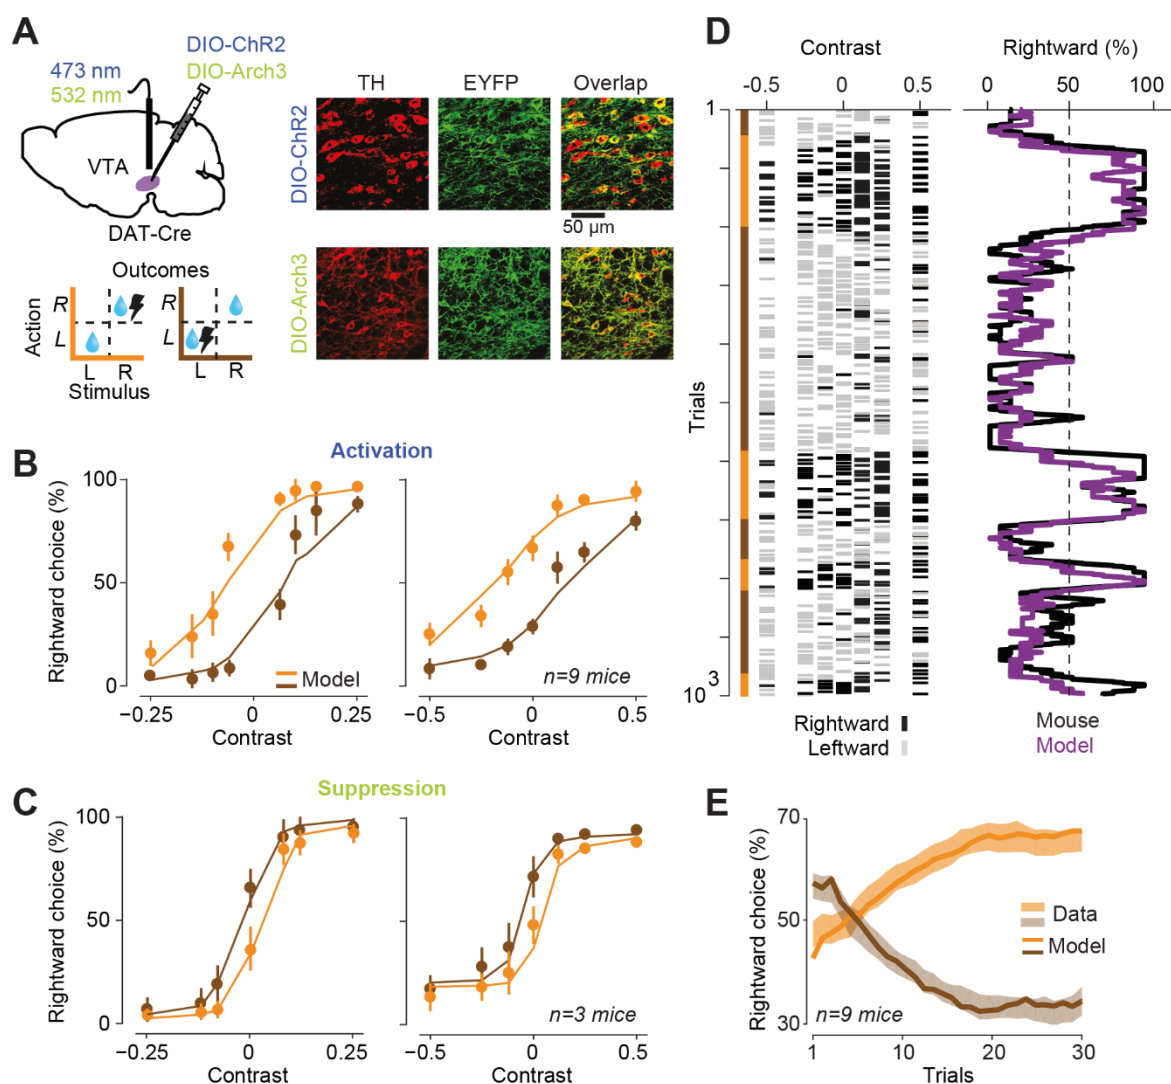 A
473 nm
532 nm
DIO-ChR2
DIO-Arch3
VTA
DAT-Cre
TH
EYFP
Overlap
DIO-ChR2
50 µm
DIO-Arch3
Outcomes
Action
R
L
R
L
L R
L R
Stimulus
B
Activation
Rightward choice (%)
100
50
0
Model
n=9 mice
−0.25 0 0.25
−0.5 0 0.5
Contrast
Contrast
C
Suppression
Rightward choice (%)
100
50
0
n=3 mice
−0.25 0 0.25
−0.5 0 0.5
Contrast
Contrast
D
Contrast
−0.5 0 0.5
Rightward (%)
0 50 100
1
Trials
10 3
Rightward
Leftward
Mouse
Model
E
Rightward choice (%)
70
50
30
Data
Model
n=9 mice
1 10 20 30
Trials